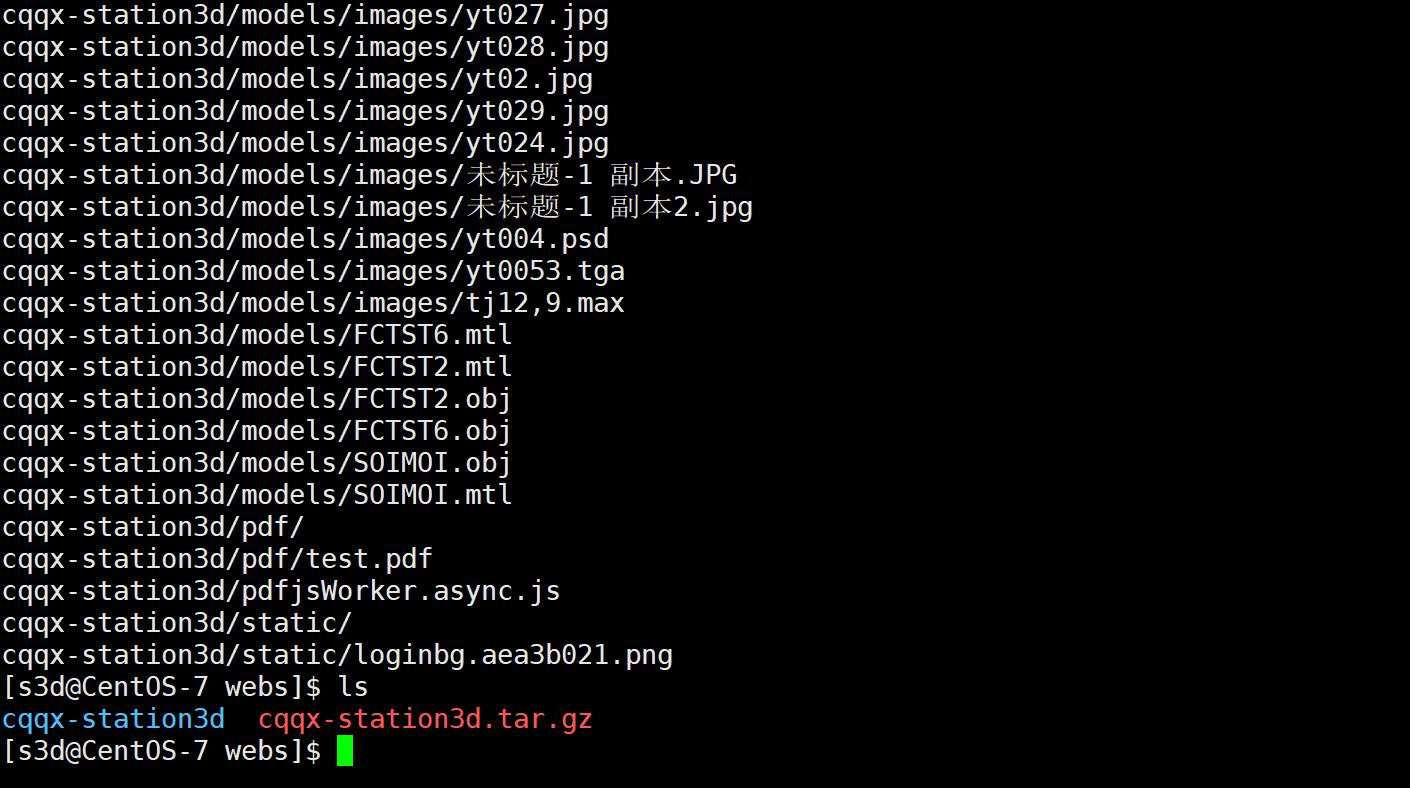 cqqx-station3d/models/images/yt027.jpg
cqqx-station3d/models/images/yt028.jpg
cqqx-station3d/models/images/yt02.jpg
cqqx-station3d/models/images/yt029.jpg
cqqx-station3d/models/images/yt024.jpg
cqqx-station3d/models/images/未标题-1 副本.JPG
cqqx-station3d/models/images/未标题-1 副本2.jpg
cqqx-station3d/models/images/yt004.psd
cqqx-station3d/models/images/yt0053.tga
cqqx-station3d/models/images/tj12,9.max
cqqx-station3d/models/FCTST6.mtl
cqqx-station3d/models/FCTST2.mtl
cqqx-station3d/models/FCTST2.obj
cqqx-station3d/models/FCTST6.obj
cqqx-station3d/models/SOIMOI.obj
cqqx-station3d/models/SOIMOI.mtl
cqqx-station3d/pdf/
cqqx-station3d/pdf/test.pdf
cqqx-station3d/pdfjsWorker.async.js
cqqx-station3d/static/
cqqx-station3d/static/loginbg.aea3b021.png
[s3d@CentOS-7 webs]$ ls
cqqx-station3d  cqqx-station3d.tar.gz
[s3d@CentOS-7 webs]$